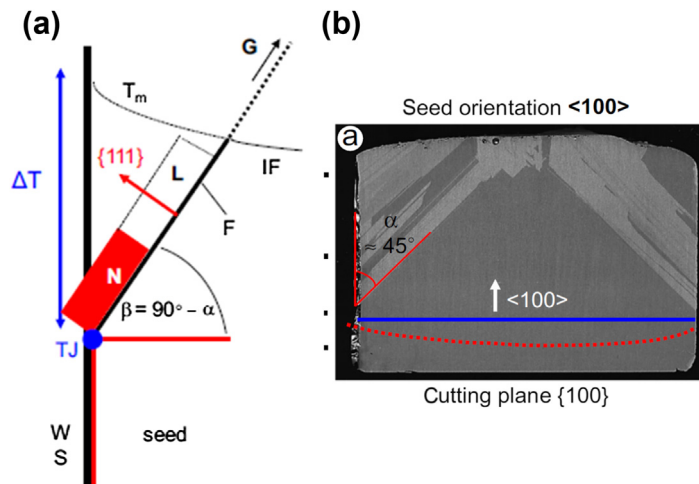 (a)
G
Tm
{111}
ΔT
L
IF
F
N
β = 90° – α
TJ
W
S
seed
(b)
Seed orientation <100>
a
α
≈ 45°
<100>
Cutting plane {100}